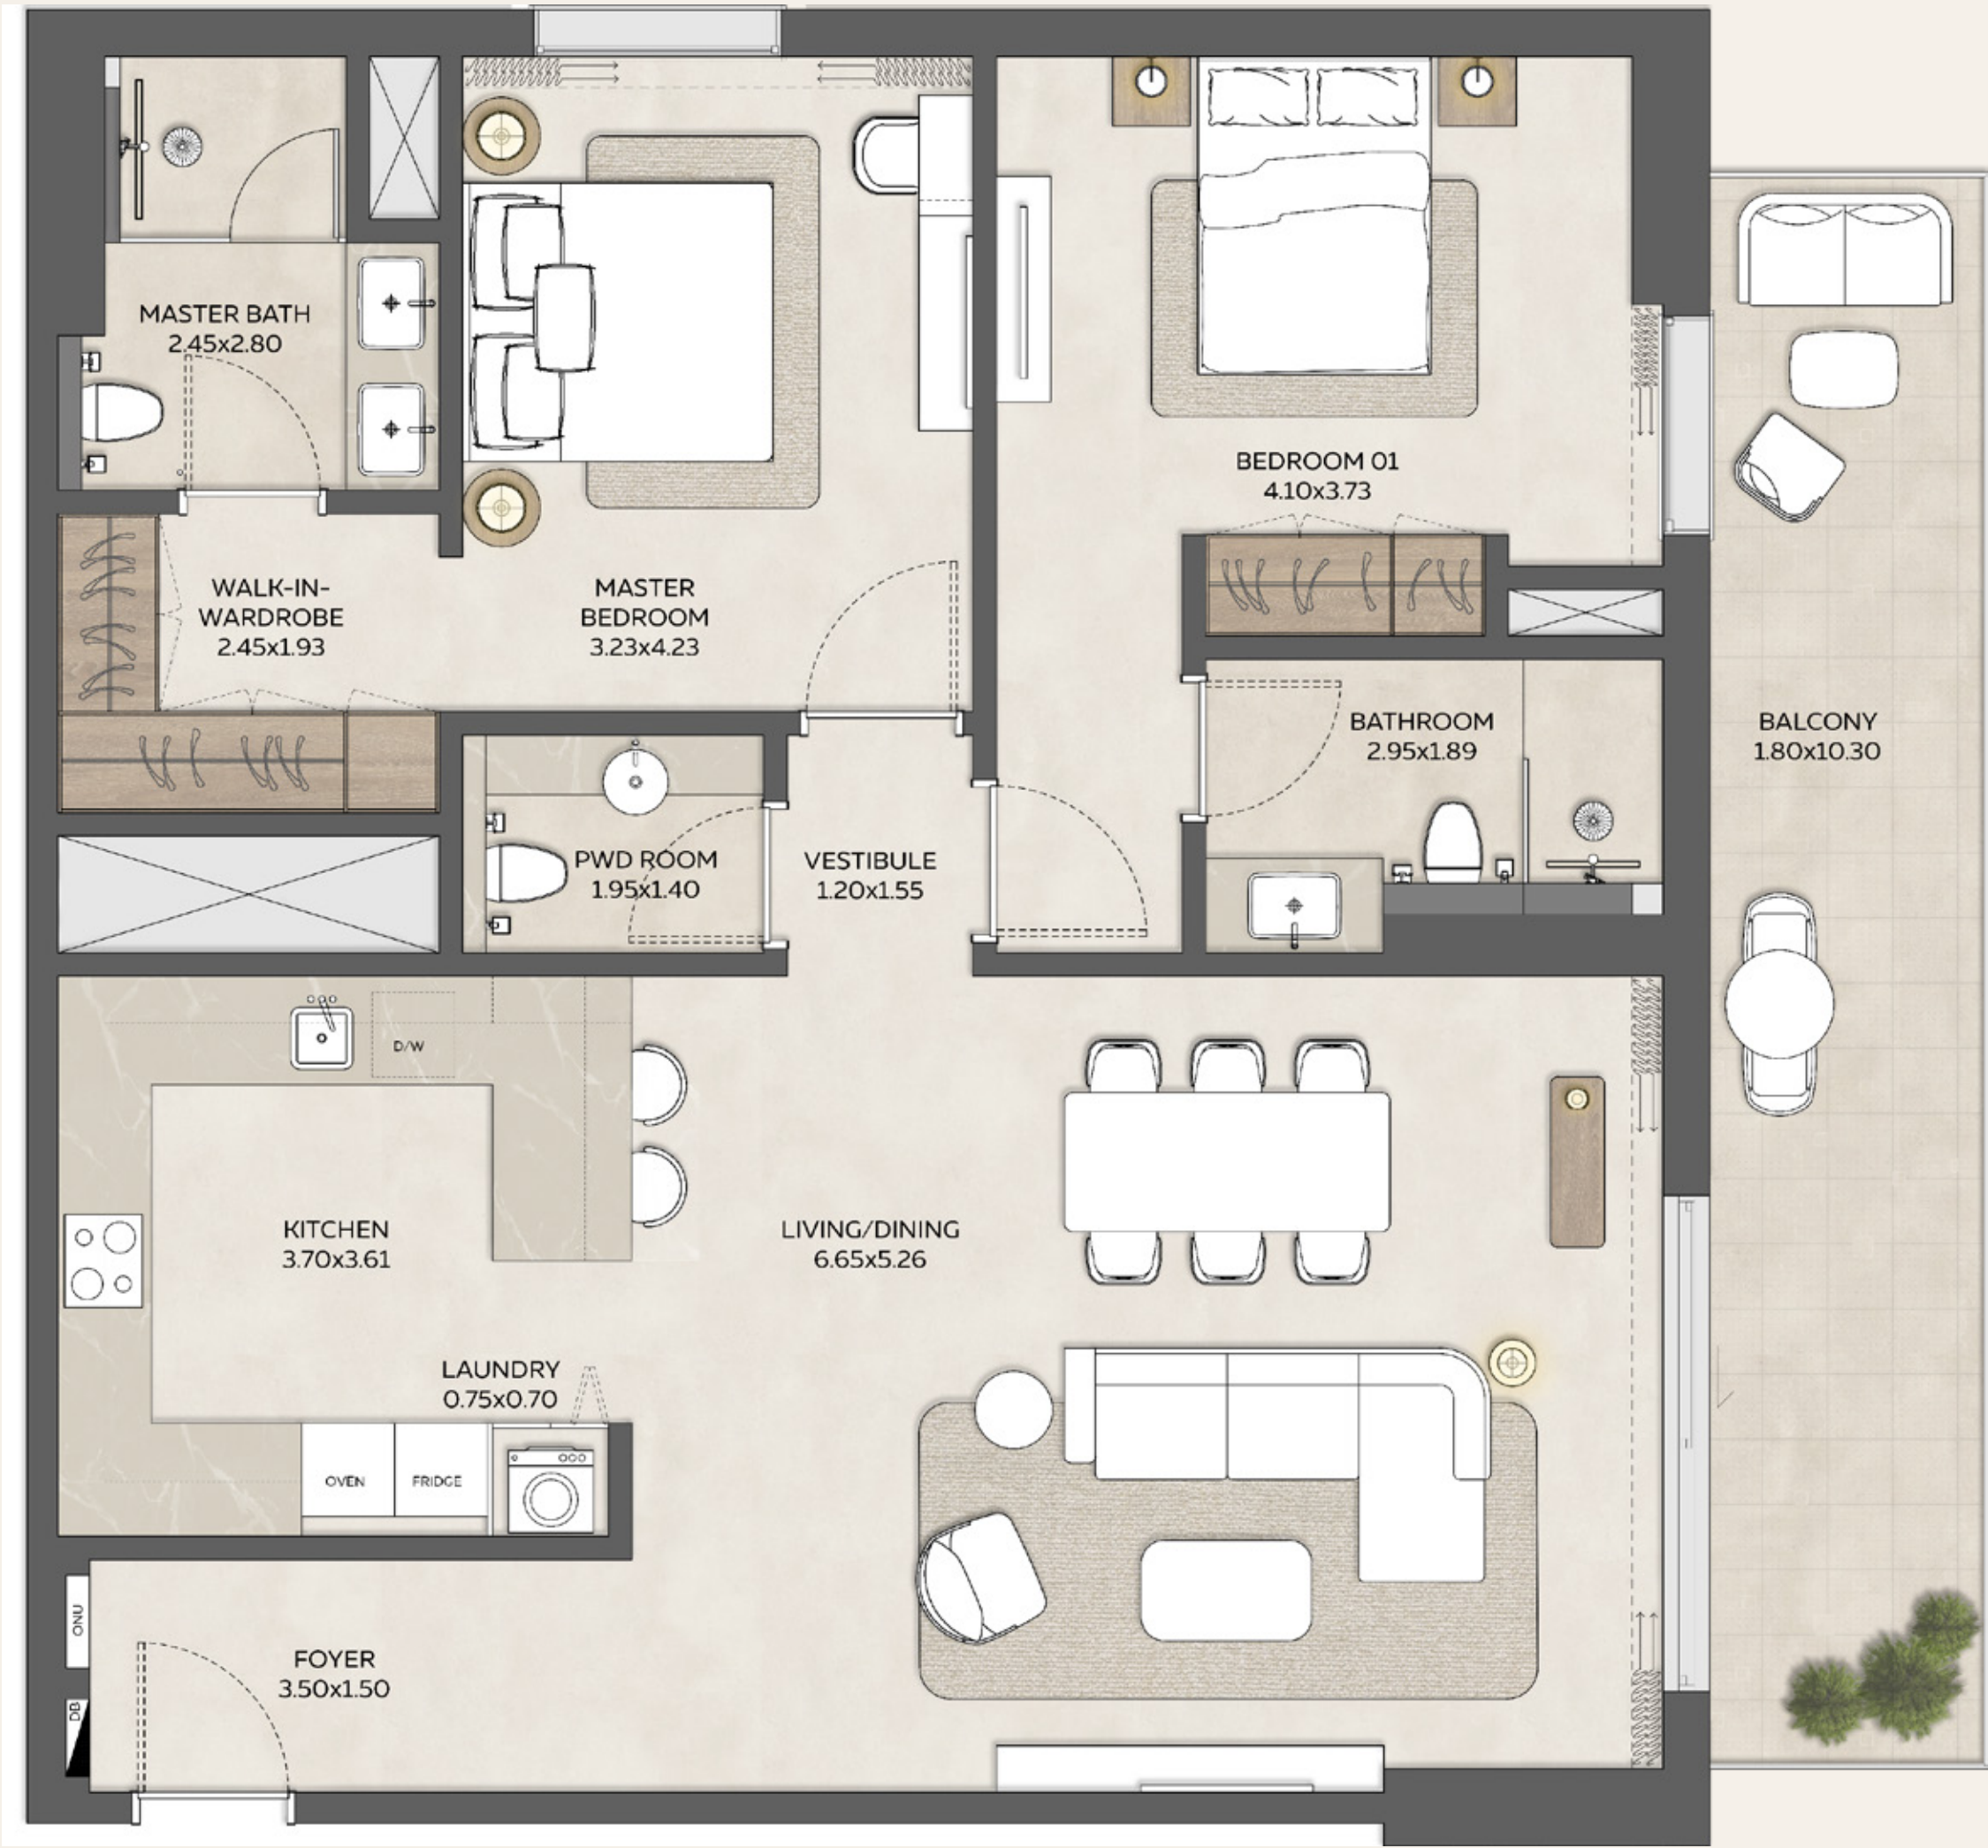 MASTER BATH
2.45x2.80
BEDROOM 01
4.10x3.73
WALK-IN-
WARDROBE
2.45x1.93
MASTER
BEDROOM
3.23x4.23
BATHROOM
2.95x1.89
BALCONY
1.80x10.30
PWD ROOM
1.95x1.40
VESTIBULE
1.20x1.55
D/W
KITCHEN
3.70x3.61
LIVING/DINING
6.65x5.26
LAUNDRY
0.75x0.70
OVEN
FRIDGE
ONU
FOYER
3.50x1.50
DB